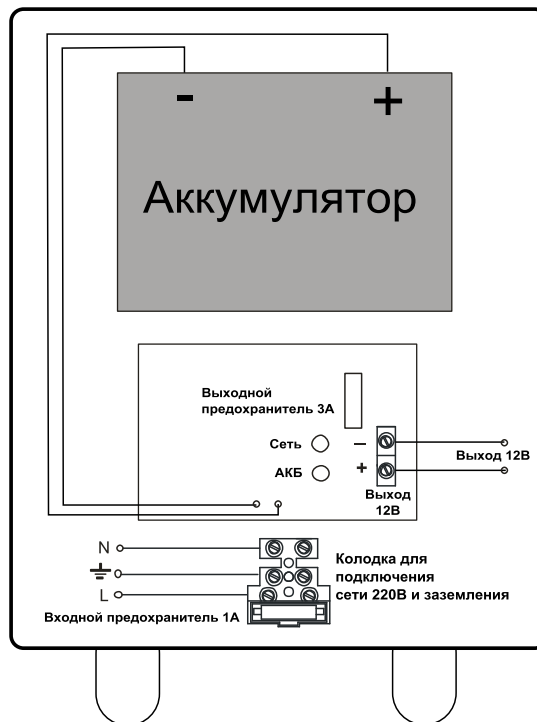 - +
Аккумулятор
Выходной
предохранитель 3А
Сеть
–
АКБ
+
Выход
12В
Выход 12В
N
L
Колодка для
подключения
сети 220В и заземления
Входной предохранитель 1А